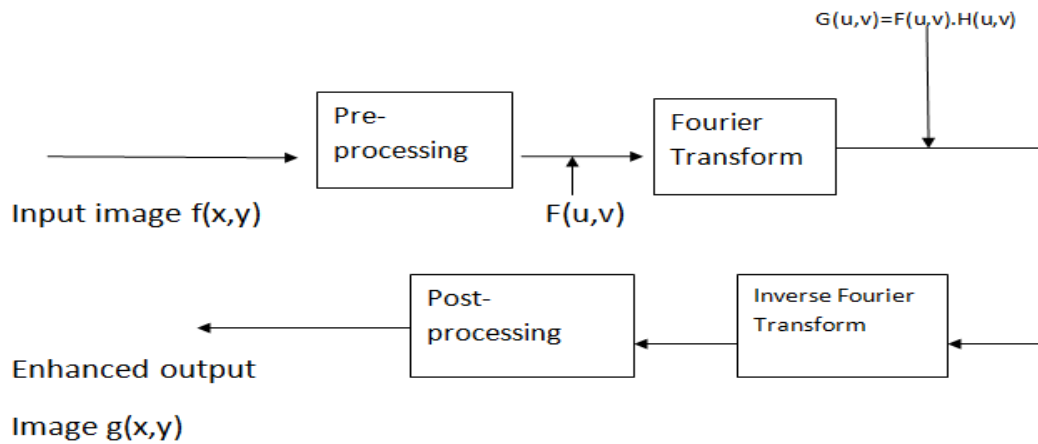 G(u,v)=F(u,v).H(u,v)
Pre-
processing
Fourier
Transform
Input image f(x,y)
F(u,v)
Post-
processing
Inverse Fourier
Transform
Enhanced output
Image g(x,y)